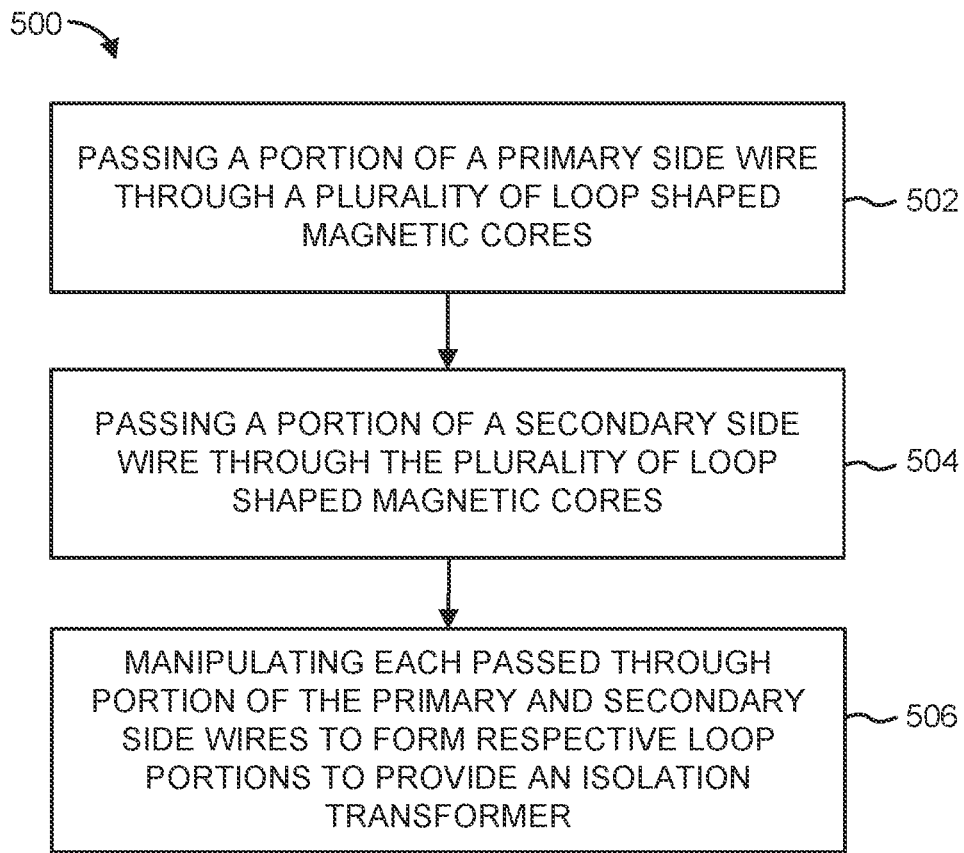 500
PASSING A PORTION OF A PRIMARY SIDE WIRE
THROUGH A PLURALITY OF LOOP SHAPED
MAGNETIC CORES
502
PASSING A PORTION OF A SECONDARY SIDE
WIRE THROUGH THE PLURALITY OF LOOP
SHAPED MAGNETIC CORES
504
MANIPULATING EACH PASSED THROUGH
PORTION OF THE PRIMARY AND SECONDARY
SIDE WIRES TO FORM RESPECTIVE LOOP
PORTIONS TO PROVIDE AN ISOLATION
TRANSFORMER
506